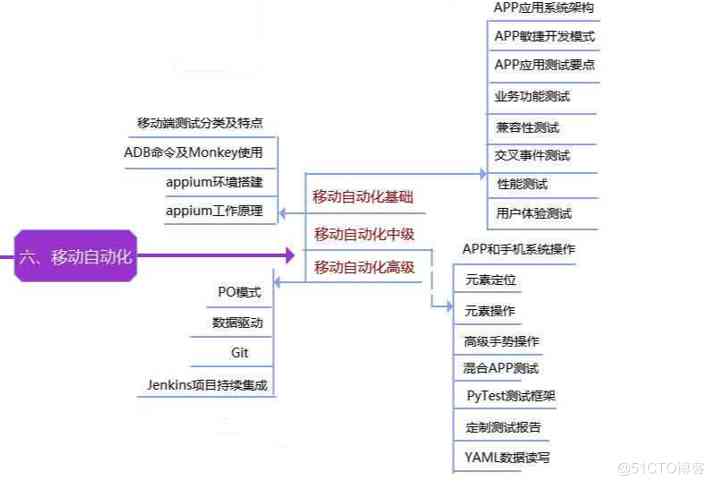 六、移动自动化
移动自动化基础
移动自动化中级
移动自动化高级
移动端测试分类及特点
ADB命令及Monkey使用
appium环境搭建
appium工作原理
APP应用系统架构
APP敏捷开发模式
APP应用测试要点
业务功能测试
兼容性测试
交叉事件测试
性能测试
用户体验测试
APP和手机系统操作
元素定位
元素操作
高级手势操作
混合APP测试
PyTest测试框架
定制测试报告
YAML数据读写
PO模式
数据驱动
Git
Jenkins项目持续集成
@51CTO博客